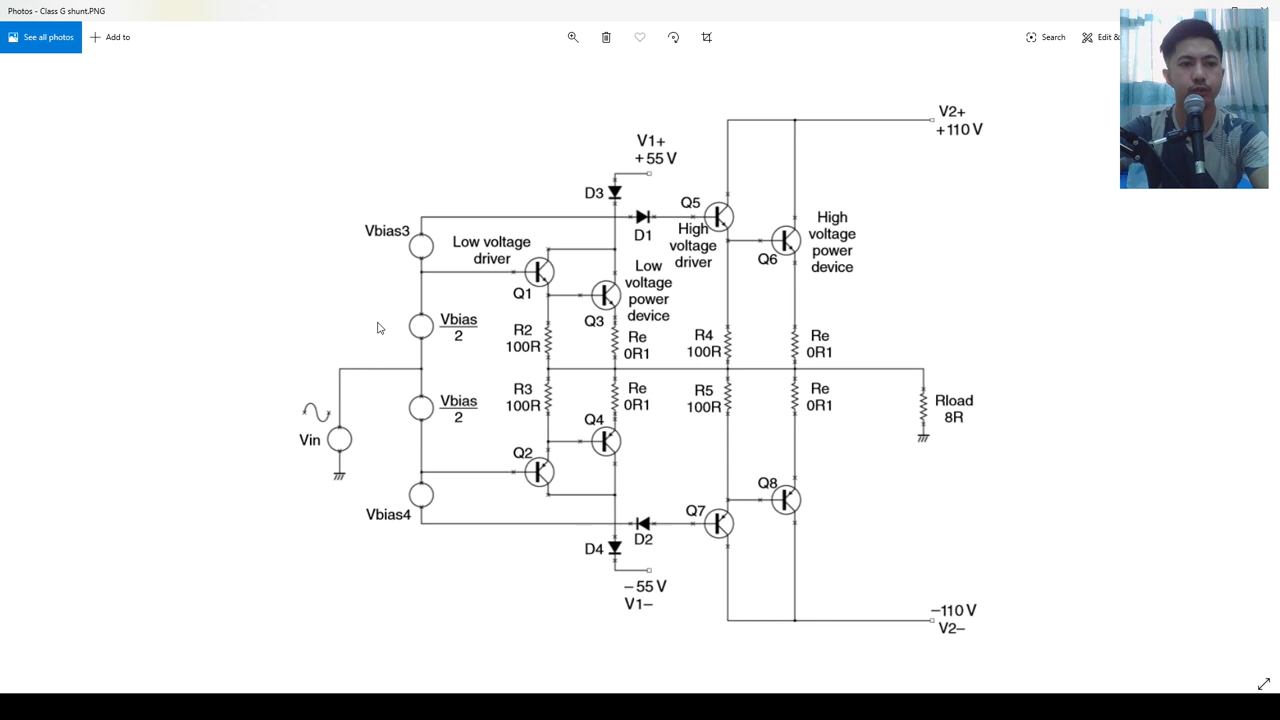 Photos - Class G shunt.PNG
See all photos
Add to
Search
Edit &
V2+
+110 V
V1+
+55 V
D3
Q5
D1
High
voltage
driver
High
voltage
power
device
Q6
Vbias3
Low voltage
driver
Q1
Low
voltage
power
device
Q3
Vbias
2
R2
100R
Re
0R1
R4
100R
Re
0R1
Vbias
2
R3
100R
Re
0R1
R5
100R
Re
0R1
Rload
8R
Vin
Q4
Q2
Q8
Vbias4
Q7
D2
D4
–55 V
V1–
–110 V
V2–